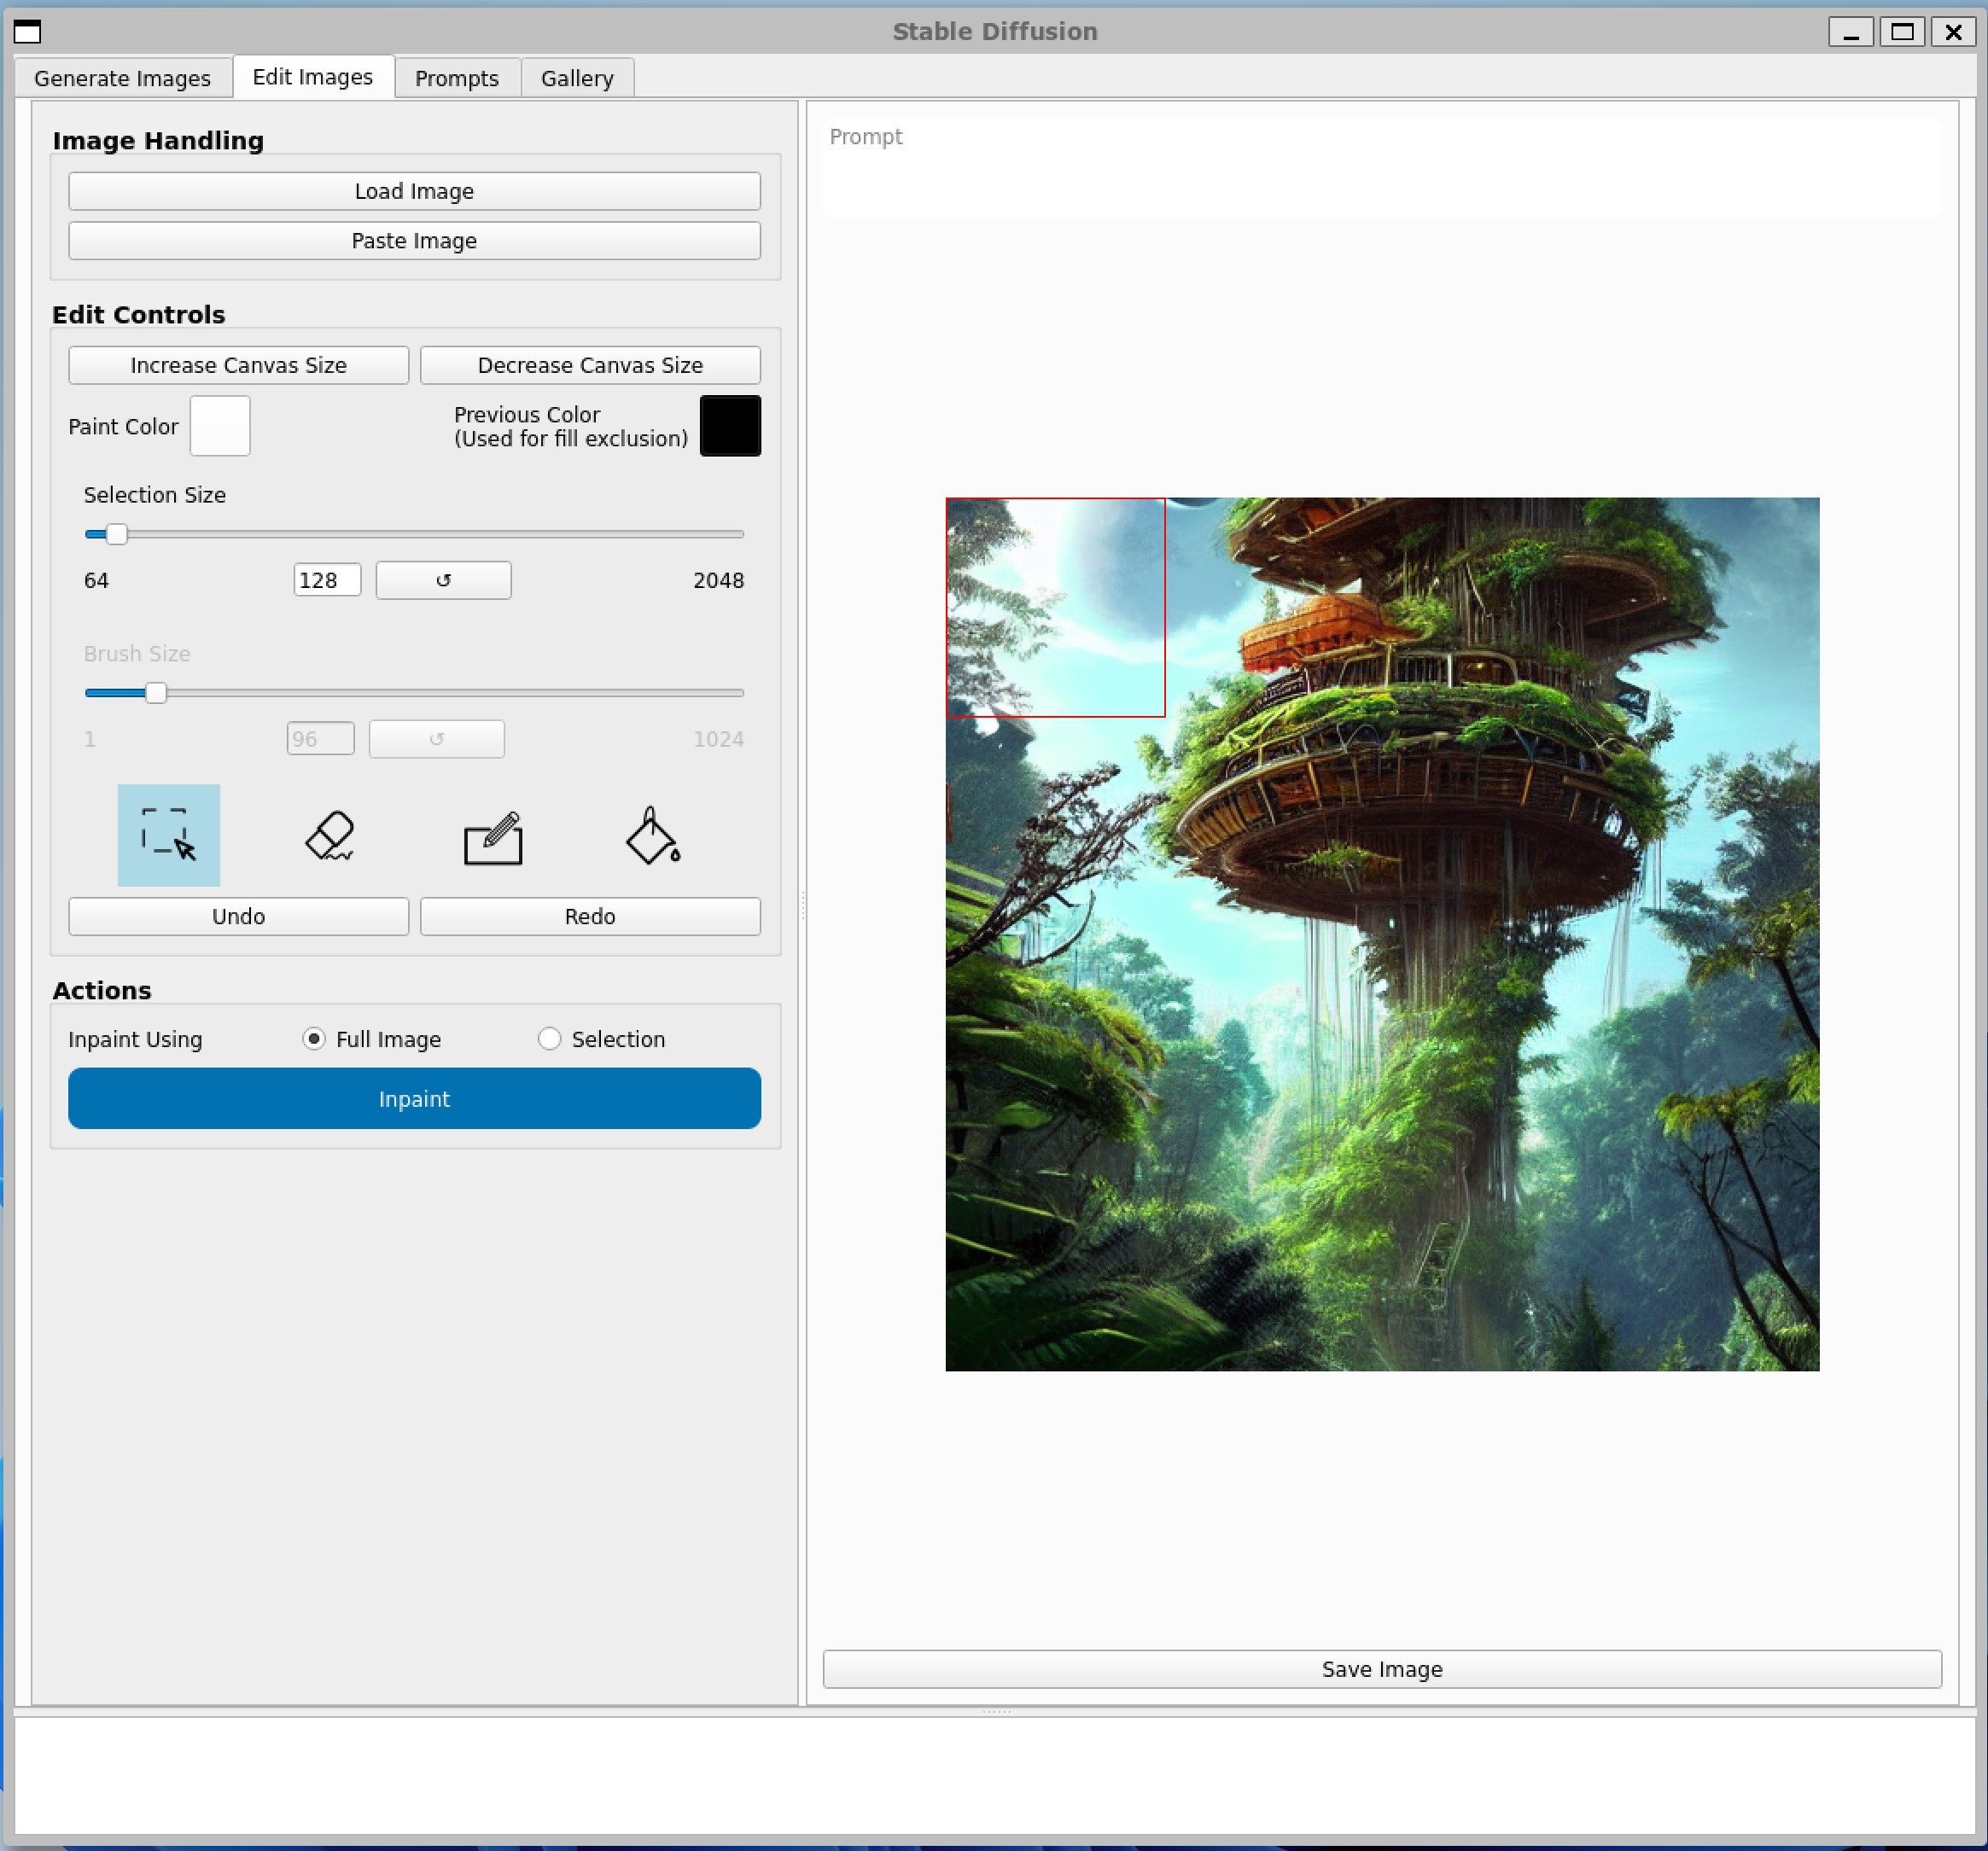 Stable Diffusion
Generate Images
Edit Images
Prompts
Gallery
Image Handling
Load Image
Paste Image
Edit Controls
Increase Canvas Size
Decrease Canvas Size
Paint Color
Previous Color
(Used for fill exclusion)
Selection Size
64
128
↺
2048
Brush Size
1
96
↺
1024
Undo
Redo
Actions
Inpaint Using
Full Image
Selection
Inpaint
Prompt
Save Image